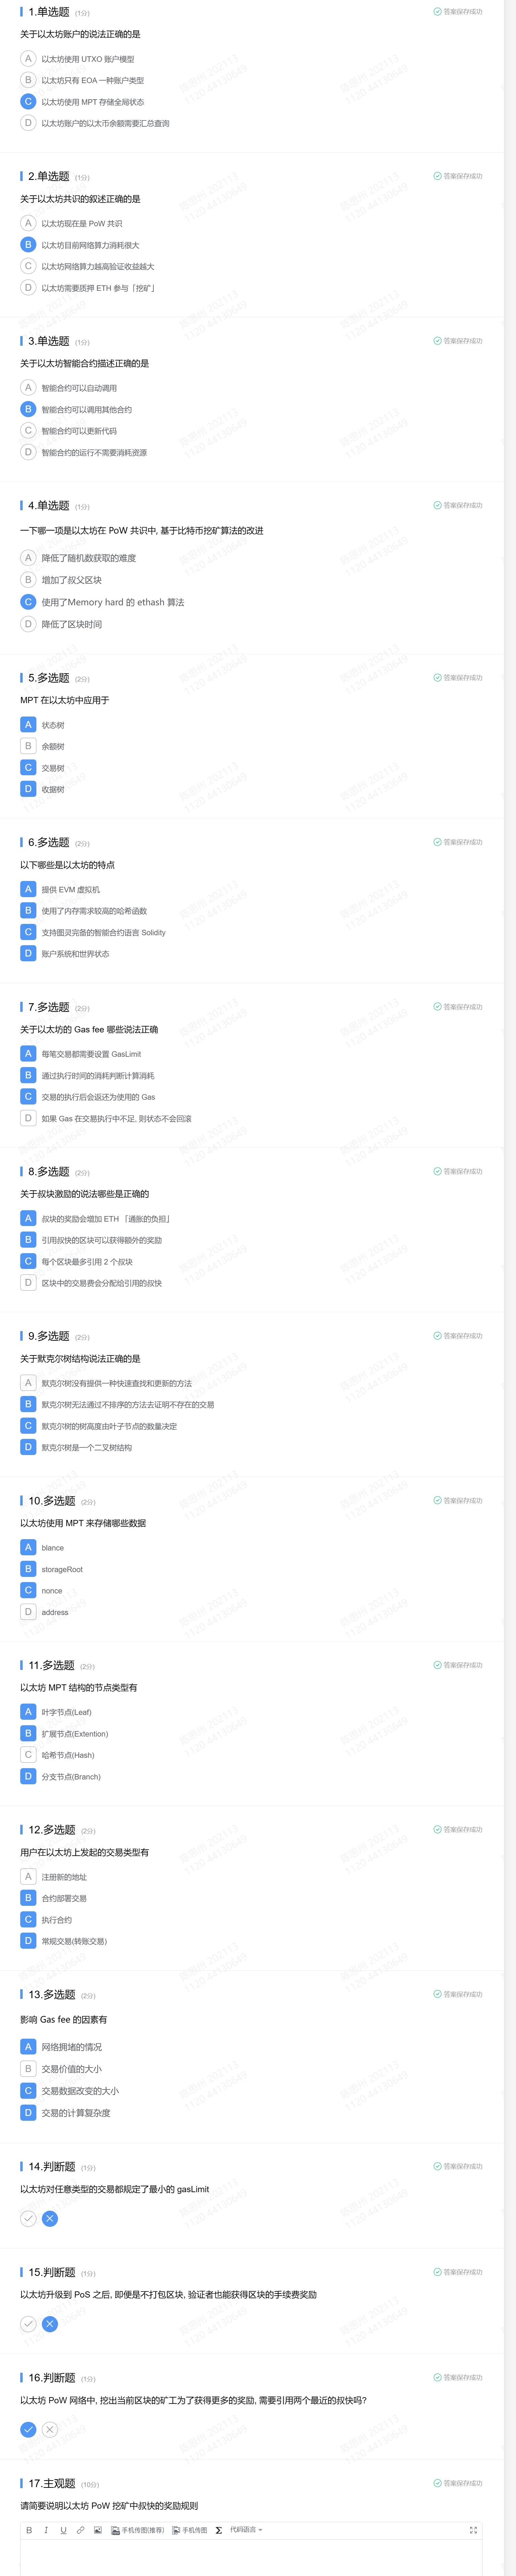 1.单选题 (1分) 答案保存成功
关于以太坊账户的说法正确的是
A 以太坊使用 UTXO 账户模型
B 以太坊只有 EOA 一种账户类型
C 以太坊使用 MPT 存储全局状态
D 以太坊账户的以太币余额需要汇总查询
2.单选题 (1分) 答案保存成功
关于以太坊共识的叙述正确的是
A 以太坊现在是 PoW 共识
B 以太坊目前网络算力消耗很大
C 以太坊网络算力越高验证收益越大
D 以太坊需要质押 ETH 参与「挖矿」
3.单选题 (1分) 答案保存成功
关于以太坊智能合约描述正确的是
A 智能合约可以自动调用
B 智能合约可以调用其他合约
C 智能合约可以更新代码
D 智能合约的运行不需要消耗资源
4.单选题 (1分) 答案保存成功
一下哪一项是以太坊在 PoW 共识中, 基于比特币挖矿算法的改进
A 降低了随机数获取的难度
B 增加了叔父区块
C 使用了Memory hard 的 ethash 算法
D 降低了区块时间
5.多选题 (2分) 答案保存成功
MPT 在以太坊中应用于
A 状态树
B 余额树
C 交易树
D 收据树
6.多选题 (2分) 答案保存成功
以下哪些是以太坊的特点
A 提供 EVM 虚拟机
B 使用了内存需求较高的哈希函数
C 支持图灵完备的智能合约语言 Solidity
D 账户系统和世界状态
7.多选题 (2分) 答案保存成功
关于以太坊的 Gas fee 哪些说法正确
A 每笔交易都需要设置 GasLimit
B 通过执行时间的消耗判断计算消耗
C 交易的执行后会返还为使用的 Gas
D 如果 Gas 在交易执行中不足, 则状态不会回滚
8.多选题 (2分) 答案保存成功
关于叔块激励的说法哪些是正确的
A 叔块的奖励会增加 ETH 「通胀的负担」
B 引用叔快的区块可以获得额外的奖励
C 每个区块最多引用 2 个叔块
D 区块中的交易费会分配给引用的叔快
9.多选题 (2分) 答案保存成功
关于默克尔树结构说法正确的是
A 默克尔树没有提供一种快速查找和更新的方法
B 默克尔树无法通过不排序的方法去证明不存在的交易
C 默克尔树的树高度由叶子节点的数量决定
D 默克尔树是一个二叉树结构
10.多选题 (2分) 答案保存成功
以太坊使用 MPT 来存储哪些数据
A blance
B storageRoot
C nonce
D address
11.多选题 (2分) 答案保存成功
以太坊 MPT 结构的节点类型有
A 叶字节点(Leaf)
B 扩展节点(Extention)
C 哈希节点(Hash)
D 分支节点(Branch)
12.多选题 (2分) 答案保存成功
用户在以太坊上发起的交易类型有
A 注册新的地址
B 合约部署交易
C 执行合约
D 常规交易(转账交易)
13.多选题 (2分) 答案保存成功
影响 Gas fee 的因素有
A 网络拥堵的情况
B 交易价值的大小
C 交易数据改变的大小
D 交易的计算复杂度
14.判断题 (1分) 答案保存成功
以太坊对任意类型的交易都规定了最小的 gasLimit
15.判断题 (1分) 答案保存成功
以太坊升级到 PoS 之后, 即便是不打包区块, 验证者也能获得区块的手续费奖励
16.判断题 (1分) 答案保存成功
以太坊 PoW 网络中, 挖出当前区块的矿工为了获得更多的奖励, 需要引用两个最近的叔快吗?
17.主观题 (10分) 答案保存成功
请简要说明以太坊 PoW 挖矿中叔快的奖励规则
B I U 手机传图(推荐) 手机传图 Σ 代码语言